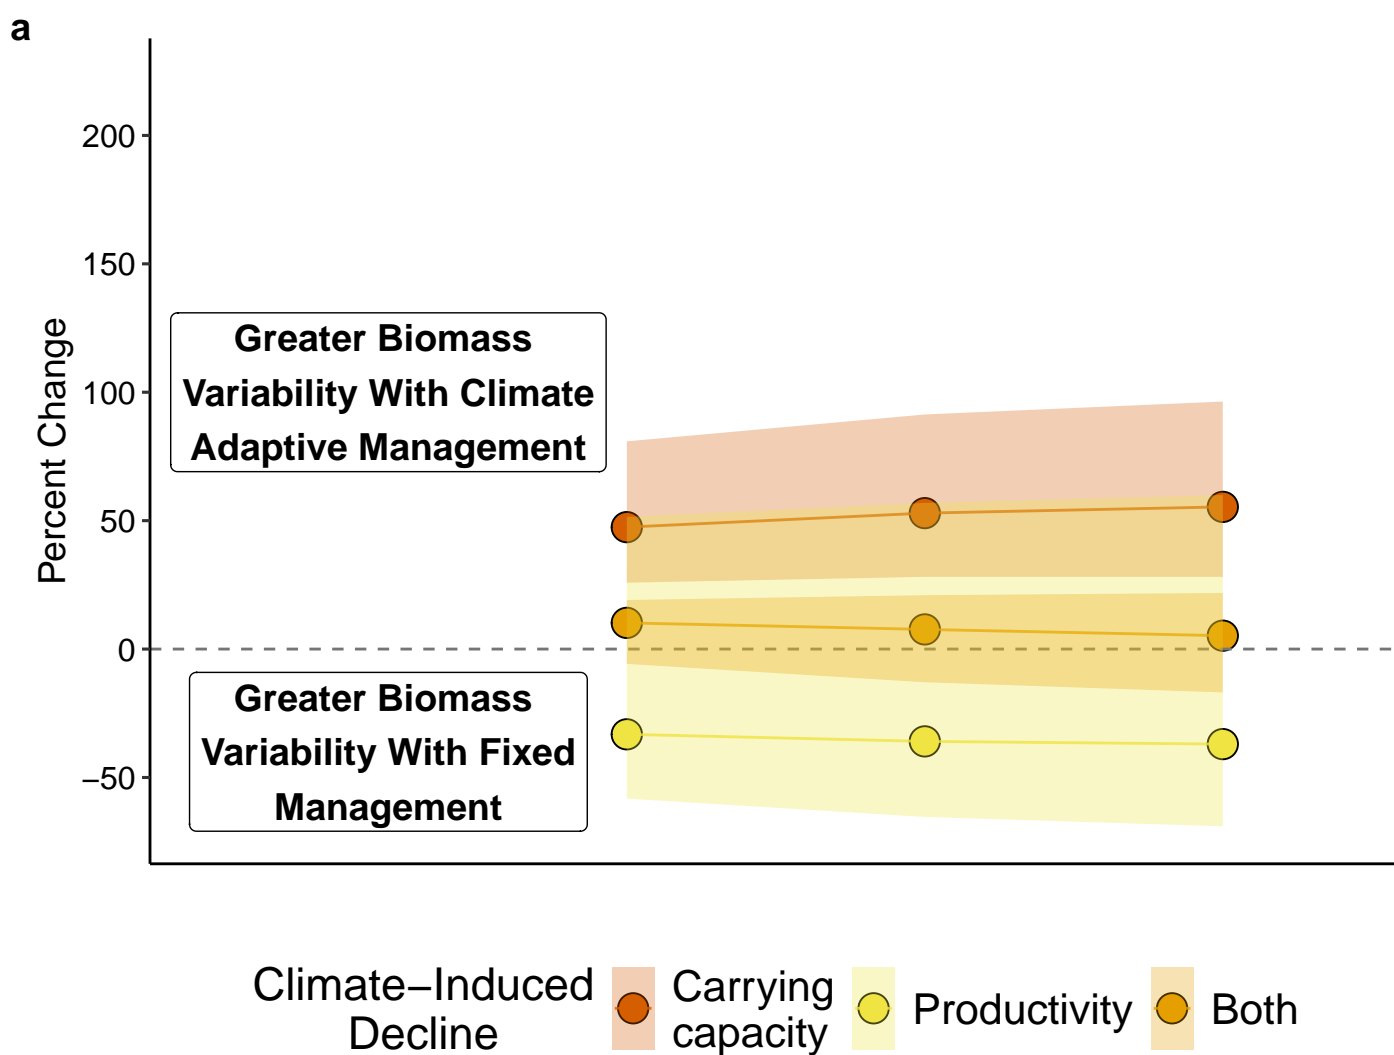 a
200
150
100
50
0
−50
Percent Change
Greater Biomass
Variability With Climate
Adaptive Management
Greater Biomass
Variability With Fixed
Management
Climate−Induced
Decline
Carrying
capacity
Productivity
Both